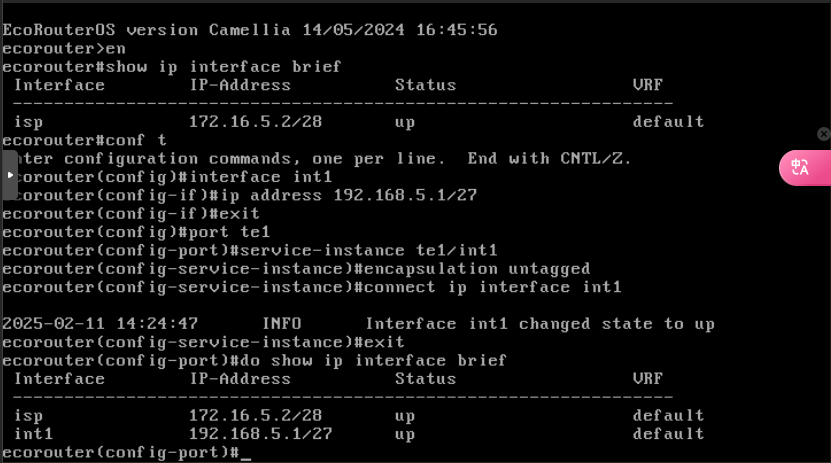 EcoRouterOS version Camellia 14/05/2024 16:45:56
ecorouter>en
ecorouter#show ip interface brief
Interface IP-Address Status VRF
----------------------------------------------------------------
isp 172.16.5.2/28 up default
ecorouter#conf t
nter configuration commands, one per line. End with CNTL/Z.
corouter(config)#interface int1
corouter(config-if)#ip address 192.168.5.1/27
ecorouter(config-if)#exit
ecorouter(config)#port te1
ecorouter(config-port)#service-instance te1/int1
ecorouter(config-service-instance)#encapsulation untagged
ecorouter(config-service-instance)#connect ip interface int1
2025-02-11 14:24:47 INFO Interface int1 changed state to up
ecorouter(config-service-instance)#exit
ecorouter(config-port)#do show ip interface brief
Interface IP-Address Status VRF
----------------------------------------------------------------
isp 172.16.5.2/28 up default
int1 192.168.5.1/27 up default
ecorouter(config-port)#_
中
A